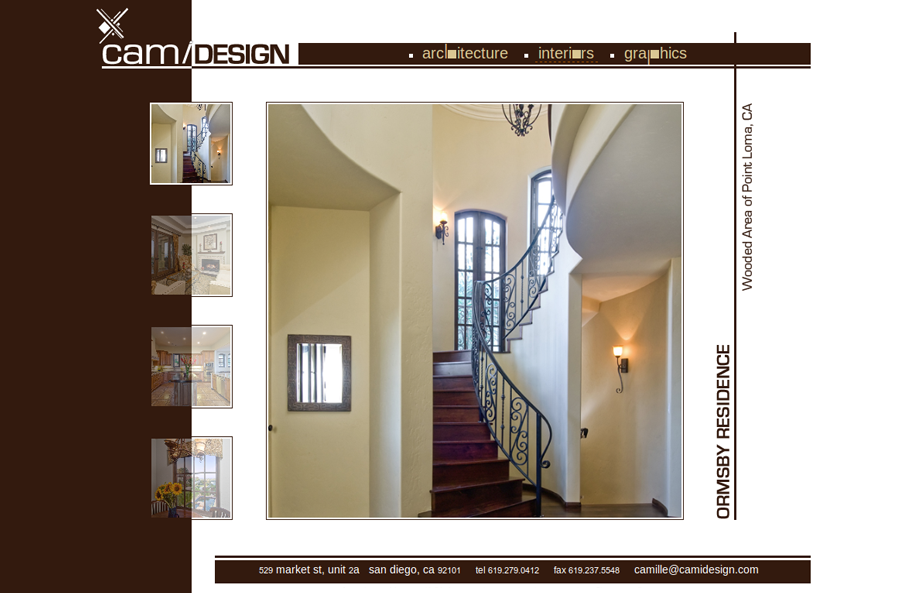 cami/DESIGN
architecture interiors graphics
Wooded Area of Point Loma, CA
ORMSBY RESIDENCE
529 market st, unit 2a san diego, ca 92101 tel 619.279.0412 fax 619.237.5548 camille@camidesign.com